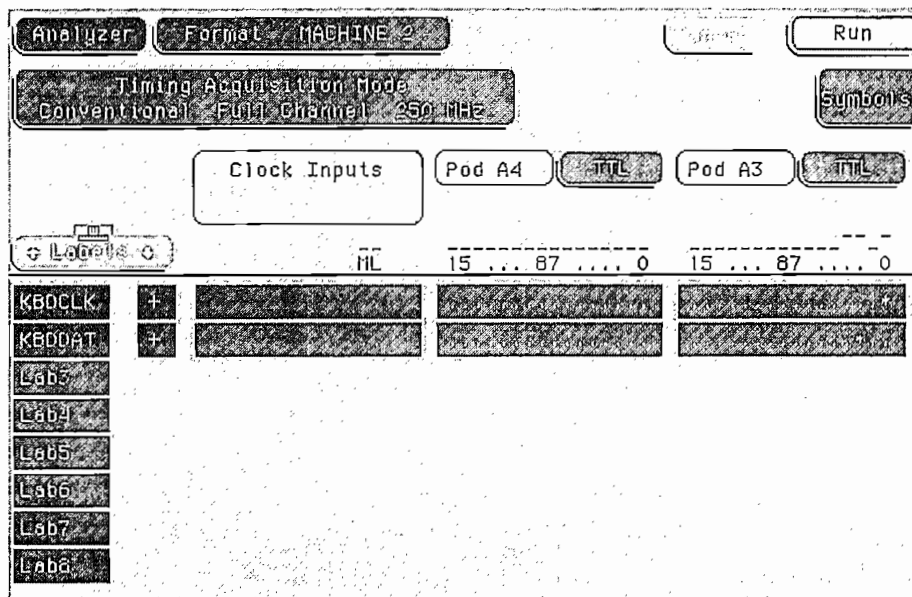 Analyzer Format MACHINE 2 Run
Timing Acquisition Mode
Conventional Full Channel 250 MHz
Symbols
Clock Inputs Pod A4 TTL Pod A3 TTL
Labels ML 15 ... 87 .... 0 15 ... 87 .... 0
KBDCLK +
KBDDAT +
Lab3
Lab4
Lab5
Lab6
Lab7
Lab8